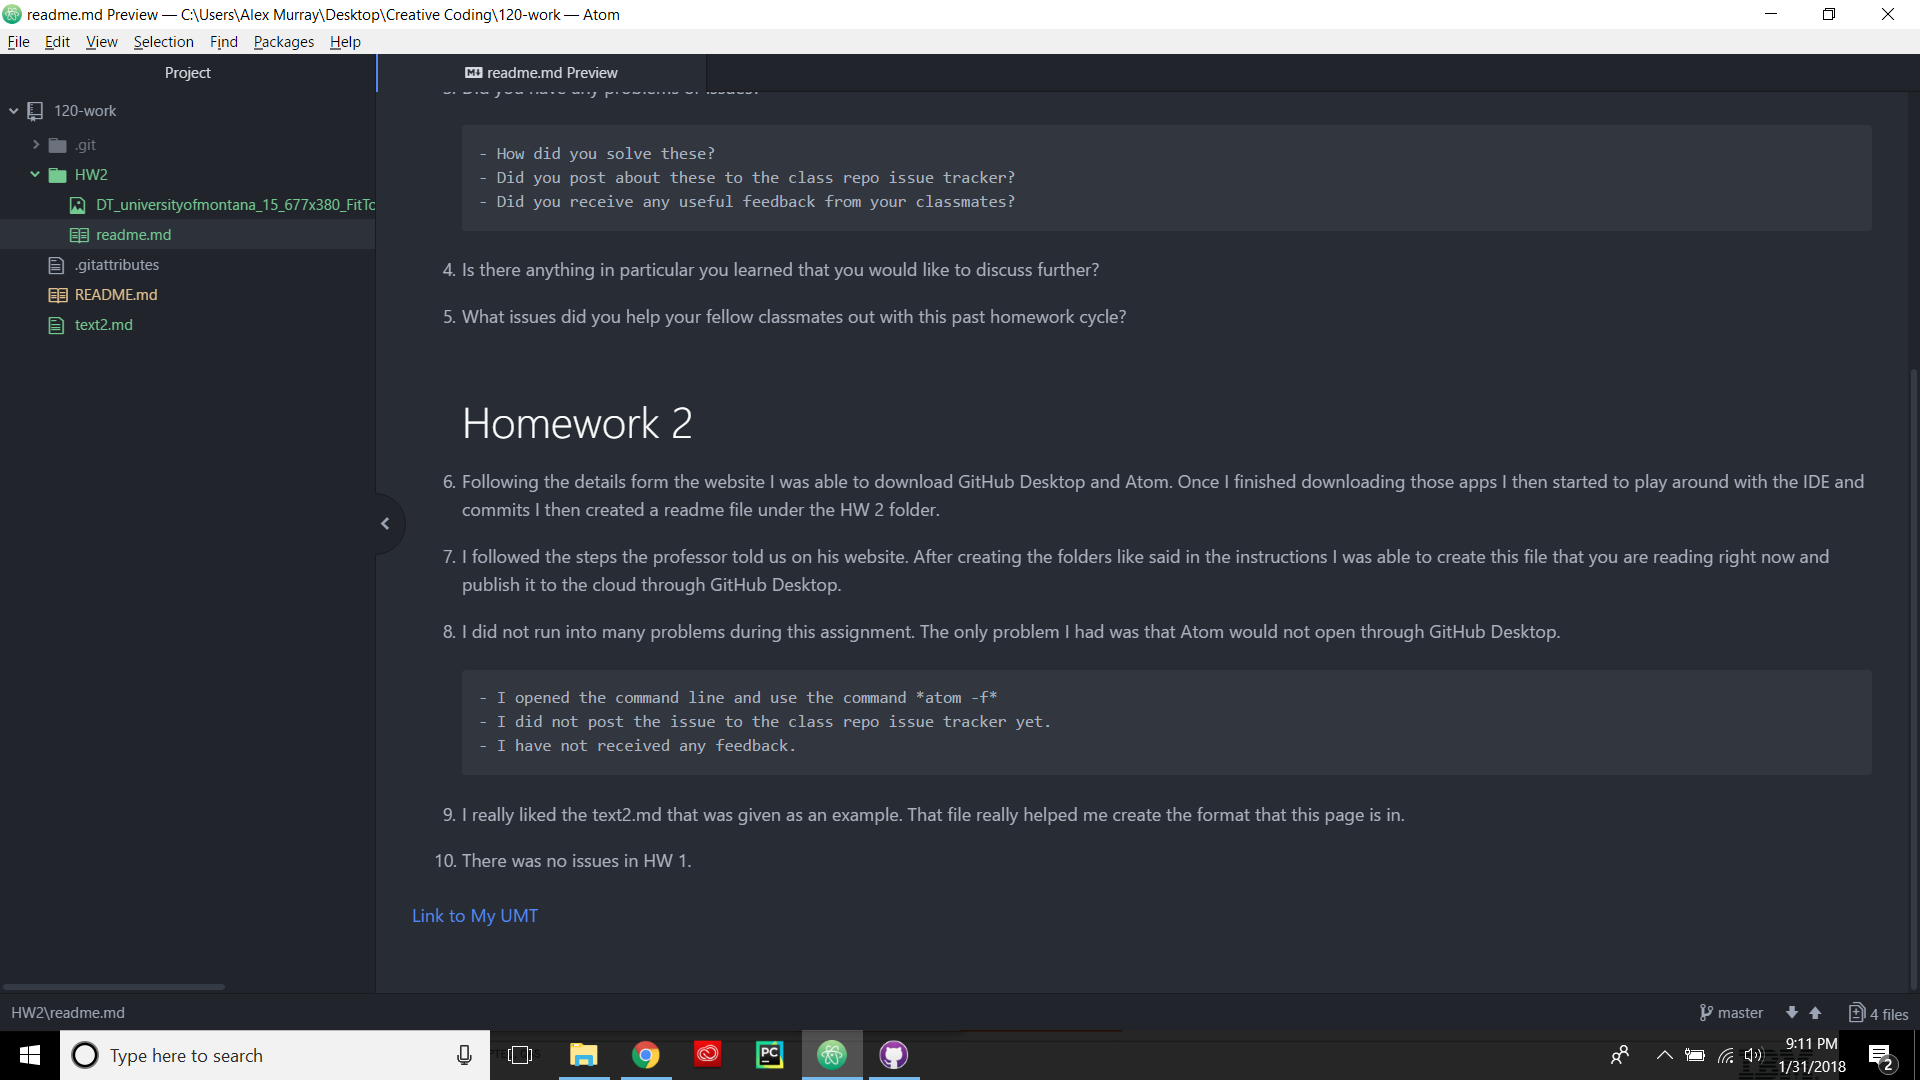 readme.md Preview — C:\Users\Alex Murray\Desktop\Creative Coding\120-work — Atom
File Edit View Selection Find Packages Help
Project
readme.md Preview
120-work
.git
HW2
DT_universityofmontana_15_677x380_FitTo
readme.md
.gitattributes
README.md
text2.md
3. Did you have any problems or issues?
- How did you solve these?
- Did you post about these to the class repo issue tracker?
- Did you receive any useful feedback from your classmates?
4. Is there anything in particular you learned that you would like to discuss further?
5. What issues did you help your fellow classmates out with this past homework cycle?
Homework 2
6. Following the details form the website I was able to download GitHub Desktop and Atom. Once I finished downloading those apps I then started to play around with the IDE and
commits I then created a readme file under the HW 2 folder.
7. I followed the steps the professor told us on his website. After creating the folders like said in the instructions I was able to create this file that you are reading right now and
publish it to the cloud through GitHub Desktop.
8. I did not run into many problems during this assignment. The only problem I had was that Atom would not open through GitHub Desktop.
- I opened the command line and use the command *atom -f*
- I did not post the issue to the class repo issue tracker yet.
- I have not received any feedback.
9. I really liked the text2.md that was given as an example. That file really helped me create the format that this page is in.
10. There was no issues in HW 1.
Link to My UMT
HW2\readme.md
master
4 files
Type here to search
PC
9:11 PM
1/31/2018
2